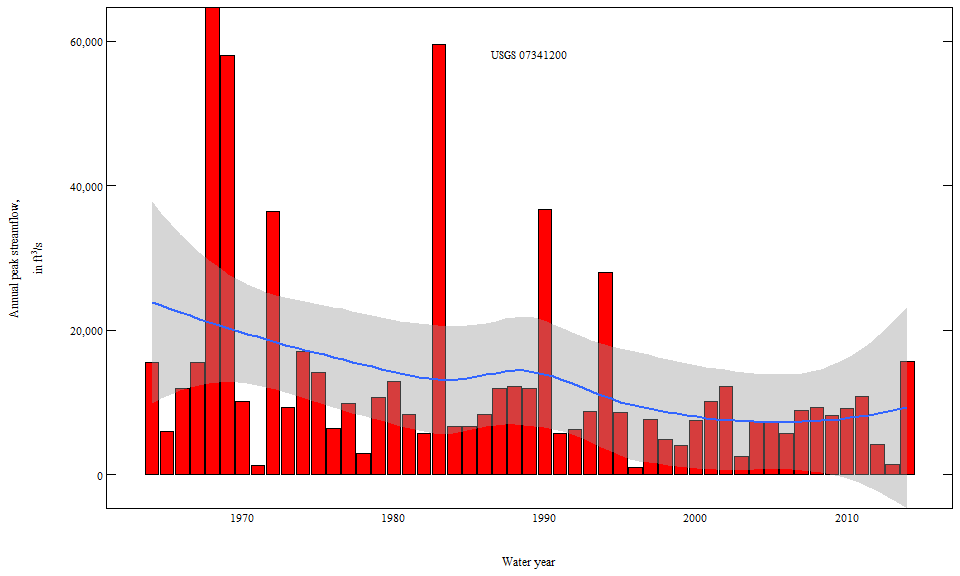 60,000
USGS 07341200
40,000
Annual peak streamflow,
in ft³/s
20,000
0
1970 1980 1990 2000 2010
Water year